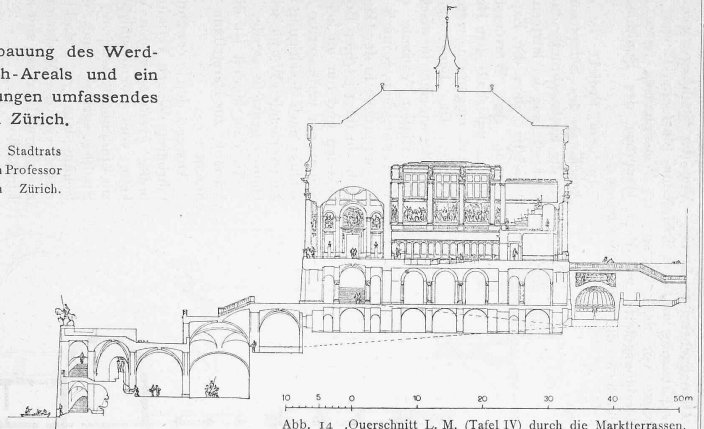 bauung des Werd-
h-Areals und ein
ungen umfassendes
Zürich.
Stadtrats
Professor
Zürich.
10 5 0 10 20 30 40 50m
Abb. 14 .Querschnitt L. M. (Tafel IV) durch die Marktterrassen.